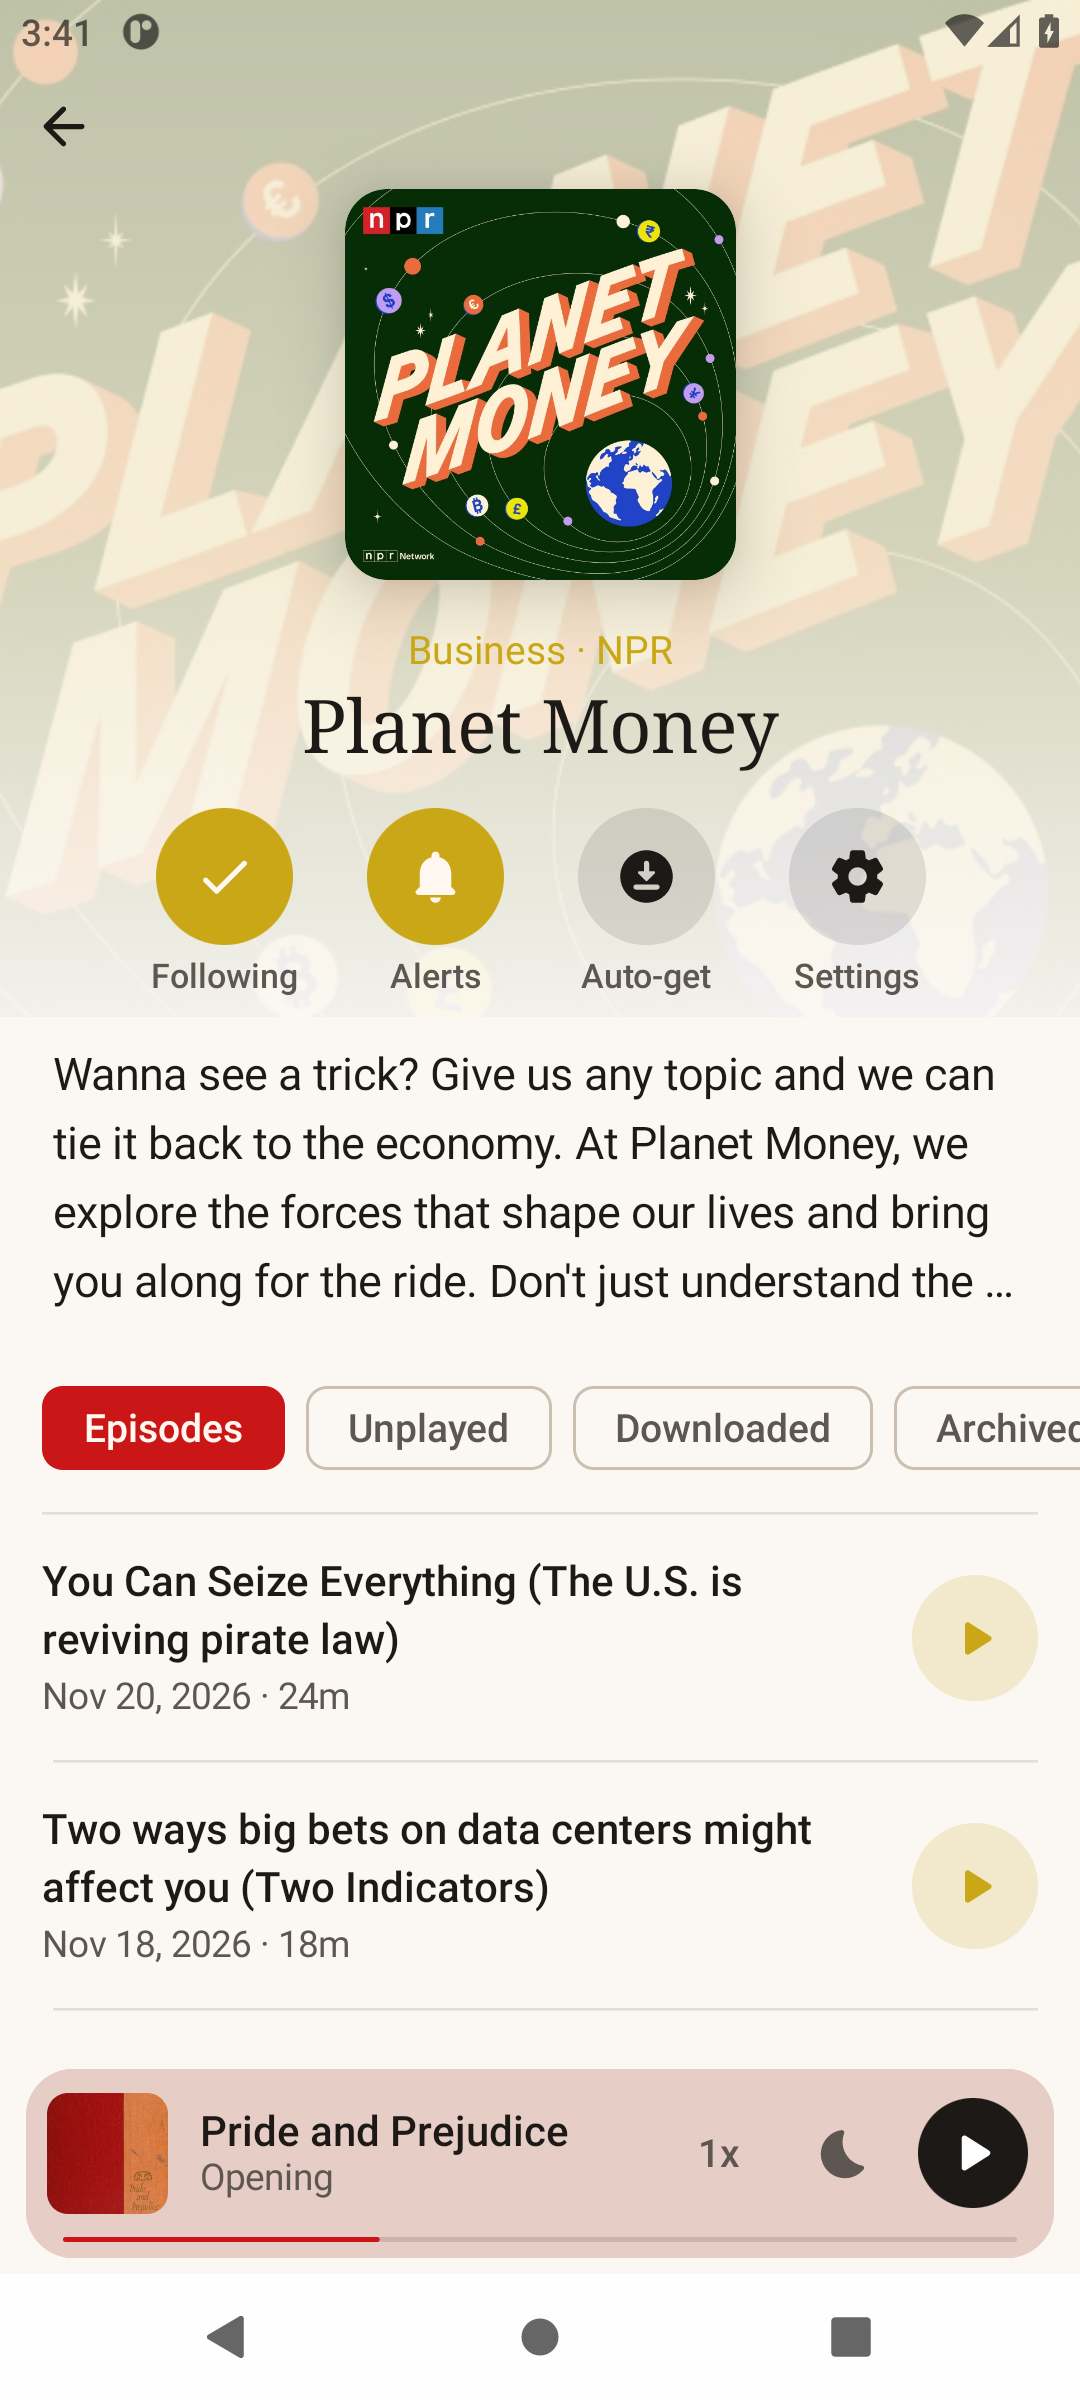 3:41
npr
PLANET
MONEY
npr Network
Business · NPR
Planet Money
Following
Alerts
Auto-get
Settings
Wanna see a trick? Give us any topic and we can
tie it back to the economy. At Planet Money, we
explore the forces that shape our lives and bring
you along for the ride. Don't just understand the ...
Episodes
Unplayed
Downloaded
Archived
You Can Seize Everything (The U.S. is
reviving pirate law)
Nov 20, 2026 · 24m
Two ways big bets on data centers might
affect you (Two Indicators)
Nov 18, 2026 · 18m
Pride and Prejudice
Opening
1x
Pride
and
Prejudice